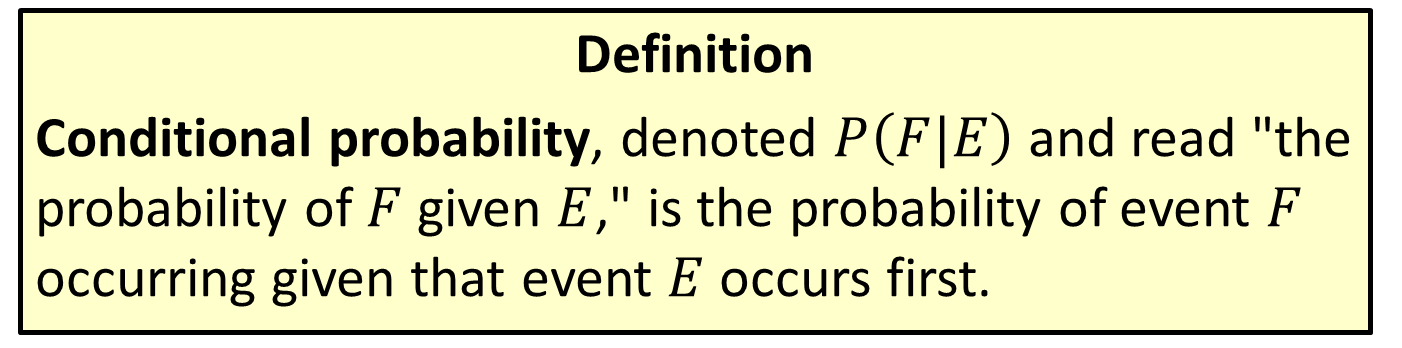 Definition
Conditional probability, denoted P(F|E) and read "the
probability of F given E," is the probability of event F
occurring given that event E occurs first.